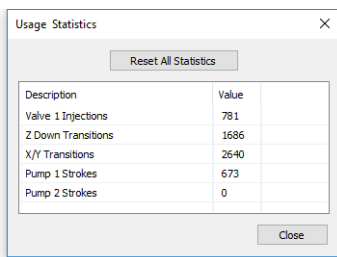 Usage Statistics
Reset All Statistics
Description Value
Valve 1 Injections 781
Z Down Transitions 1686
X/Y Transitions 2640
Pump 1 Strokes 673
Pump 2 Strokes 0
Close